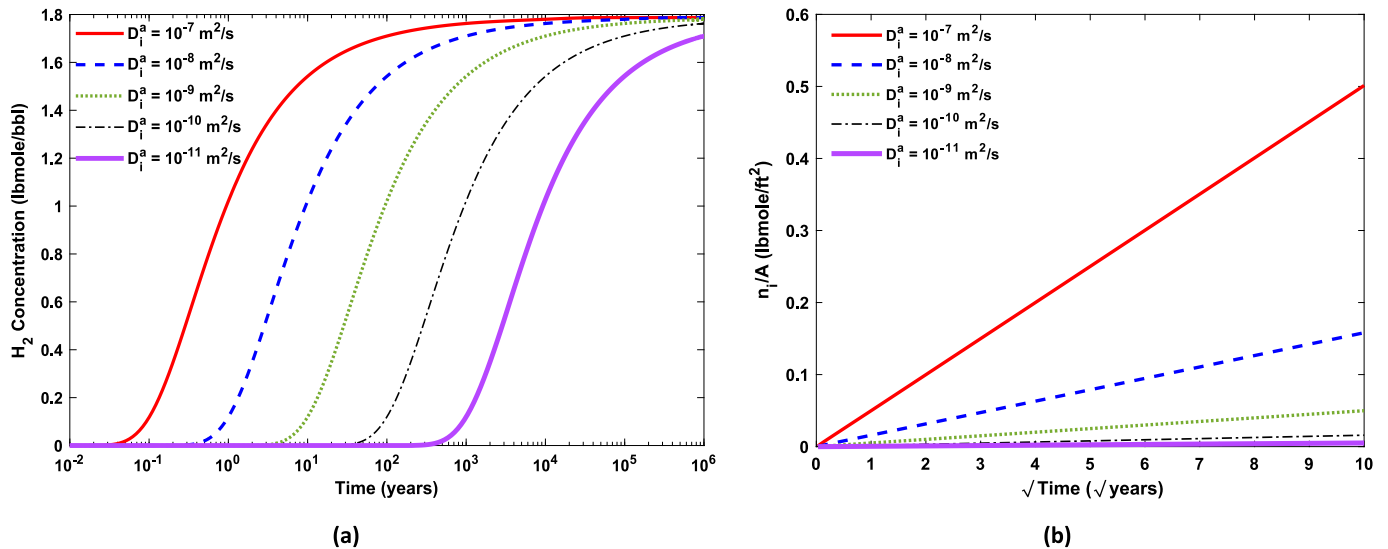 1.8
1.6
1.4
1.2
1
0.8
0.6
0.4
0.2
0
H₂ Concentration (lbmole/bbl)
Dᵢᵃ = 10⁻⁷ m²/s
Dᵢᵃ = 10⁻⁸ m²/s
Dᵢᵃ = 10⁻⁹ m²/s
Dᵢᵃ = 10⁻¹⁰ m²/s
Dᵢᵃ = 10⁻¹¹ m²/s
10⁻² 10⁻¹ 10⁰ 10¹ 10² 10³ 10⁴ 10⁵ 10⁶
Time (years)
(a)
0.6
0.5
0.4
0.3
0.2
0.1
0
nᵢ/A (lbmole/ft²)
Dᵢᵃ = 10⁻⁷ m²/s
Dᵢᵃ = 10⁻⁸ m²/s
Dᵢᵃ = 10⁻⁹ m²/s
Dᵢᵃ = 10⁻¹⁰ m²/s
Dᵢᵃ = 10⁻¹¹ m²/s
0 1 2 3 4 5 6 7 8 9 10
√Time (√years)
(b)